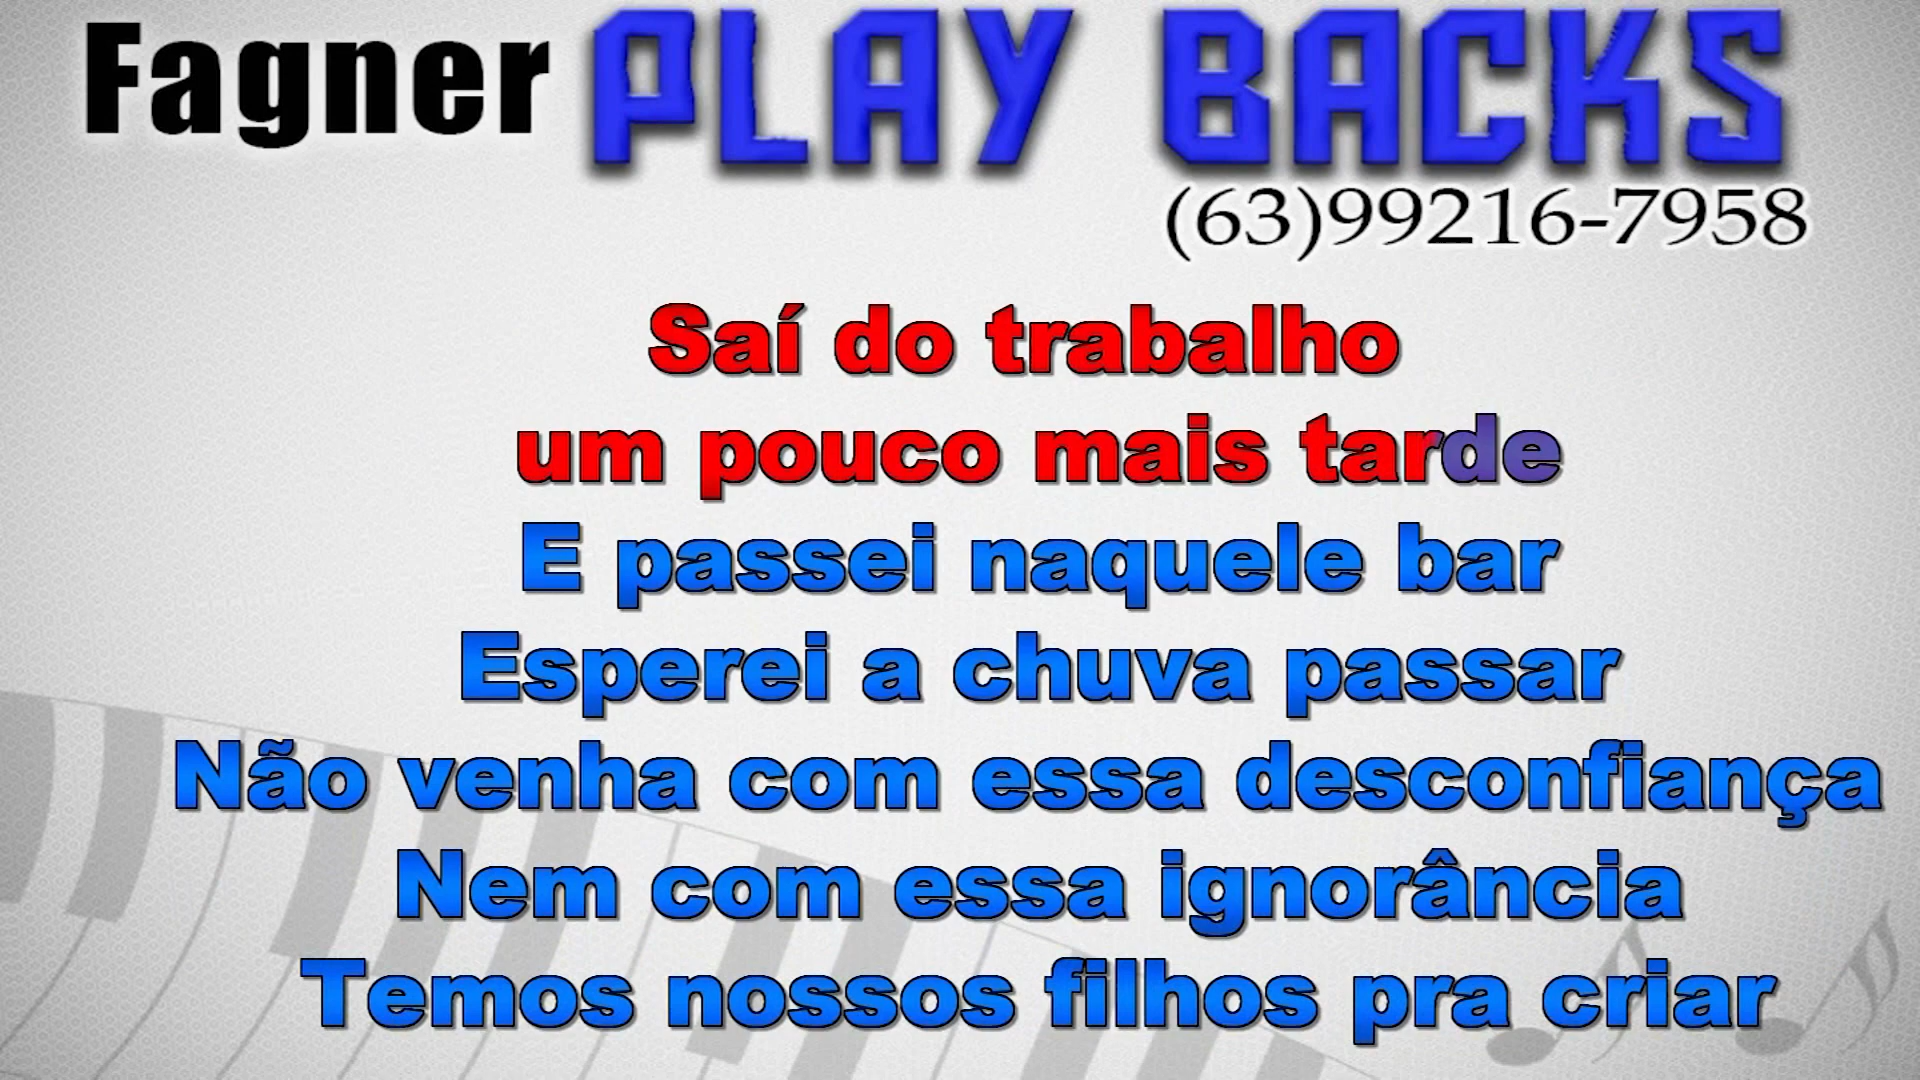 Fagner PLAY BACKS
(63)99216-7958
Saí do trabalho
um pouco mais tarde
E passei naquele bar
Esperei a chuva passar
Não venha com essa desconfiança
Nem com essa ignorância
Temos nossos filhos pra criar